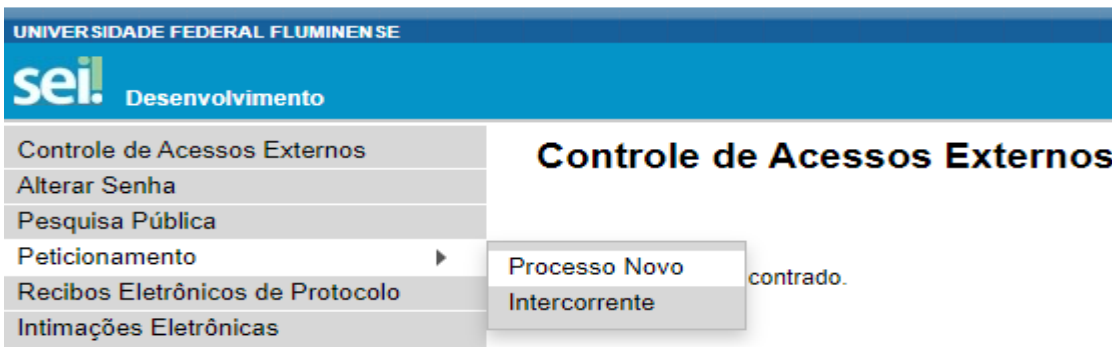 UNIVERSIDADE FEDERAL FLUMINENSE
sei! Desenvolvimento
Controle de Acessos Externos
Alterar Senha
Pesquisa Pública
Peticionamento
Recibos Eletrônicos de Protocolo
Intimações Eletrônicas
Controle de Acessos Externos
Processo Novo
Intercorrente
contrado.